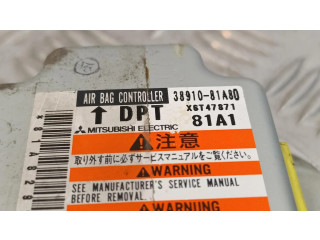 AIR BAG CONTROLLER 38910-81A80
↑ DPT X6T47871
MITSUBISHI ELECTRIC 81A1
注意
取り外す前に必ずサービスマニュアルをご覧ください。
WARNING
SEE MANUFACTURER'S SERVICE MANUAL
BEFORE REMOVAL.
WARNING